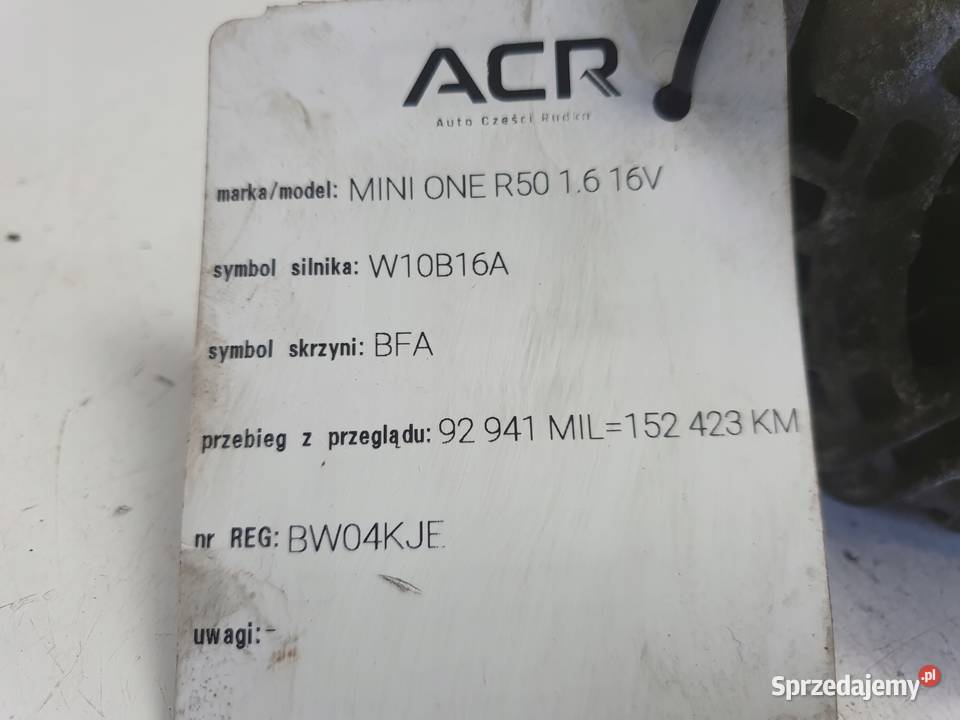 ACR
Auto Części Rudka
marka/model: MINI ONE R50 1.6 16V
symbol silnika: W10B16A
symbol skrzyni: BFA
przebieg z przeglądu: 92 941 MIL=152 423 KM
nr REG: BW04KJE
uwagi:-
Sprzedajemy.pl